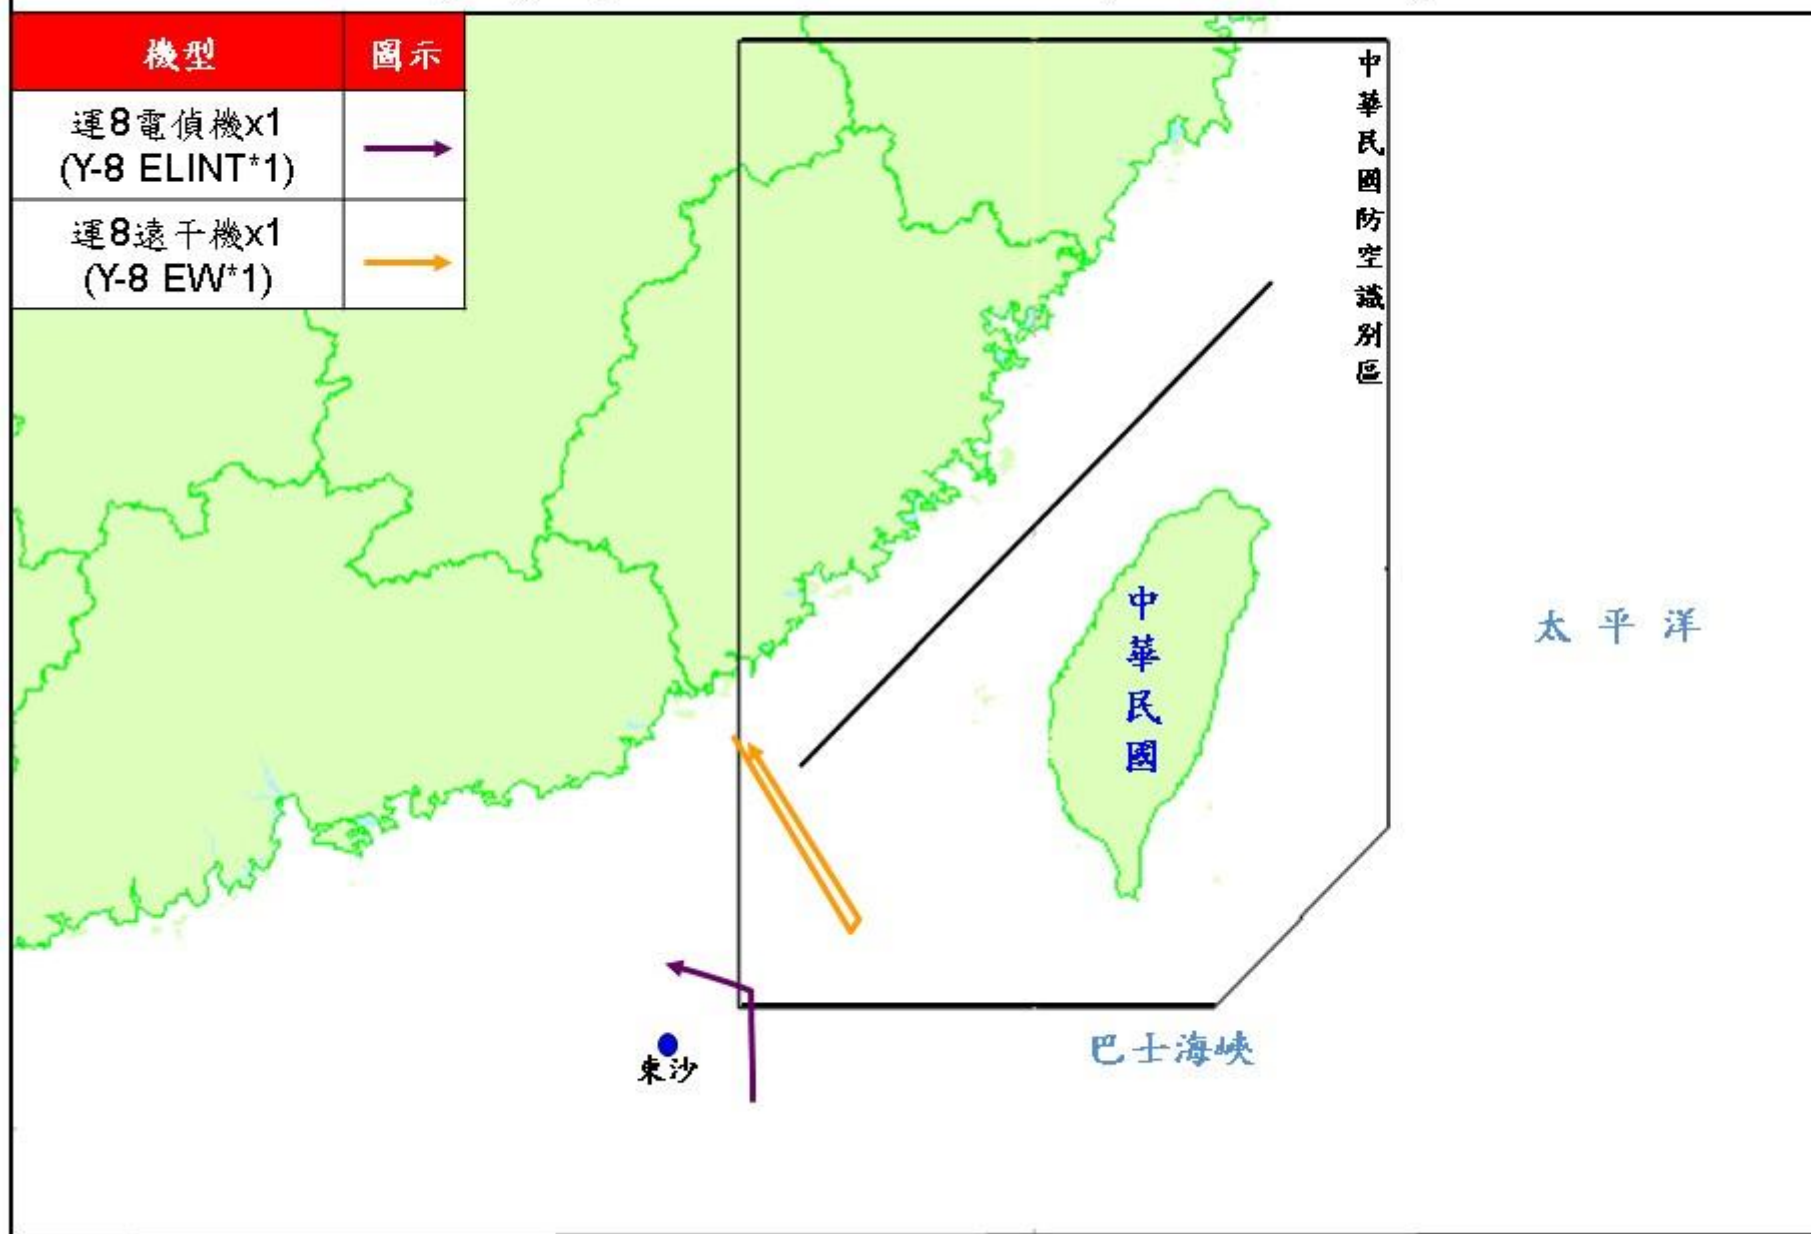 機型
圖示
運8電偵機x1
(Y-8 ELINT*1)
運8遠干機x1
(Y-8 EW*1)
中華民國防空識別區
中華民國
太平洋
東沙
巴士海峽